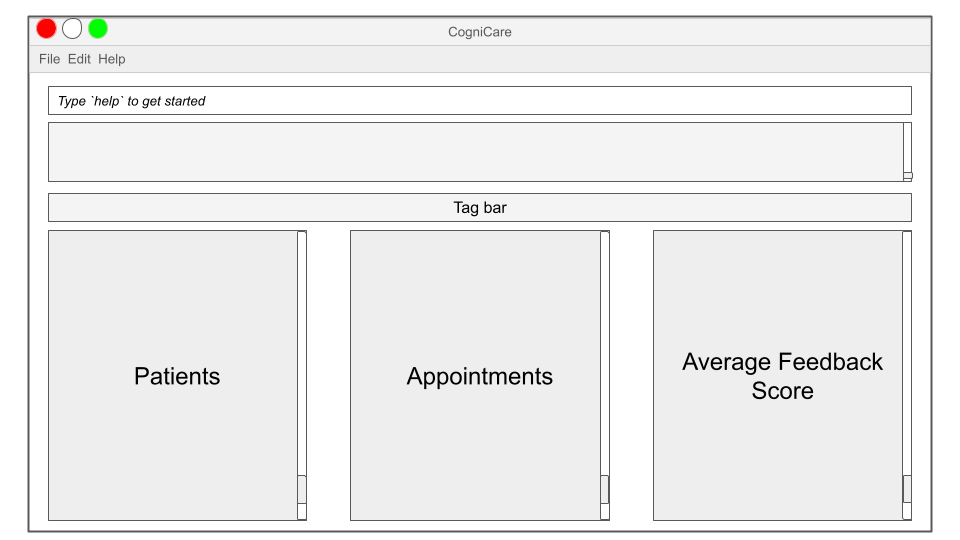 CogniCare
File Edit Help
Type `help` to get started
Tag bar
Patients
Appointments
Average Feedback
Score